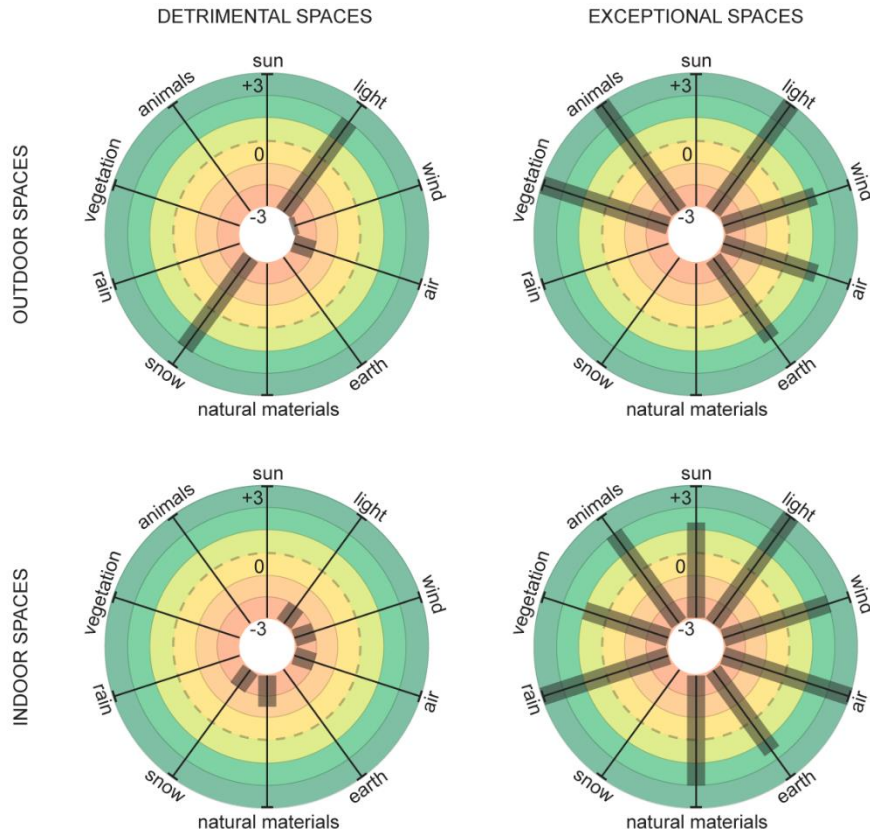 DETRIMENTAL SPACES
EXCEPTIONAL SPACES
OUTDOOR SPACES
sun
light
wind
air
earth
natural materials
snow
rain
vegetation
animals
+3
0
-3
sun
light
wind
air
earth
natural materials
snow
rain
vegetation
animals
+3
0
-3
INDOOR SPACES
sun
light
wind
air
earth
natural materials
snow
rain
vegetation
animals
+3
0
-3
sun
light
wind
air
earth
natural materials
snow
rain
vegetation
animals
+3
0
-3